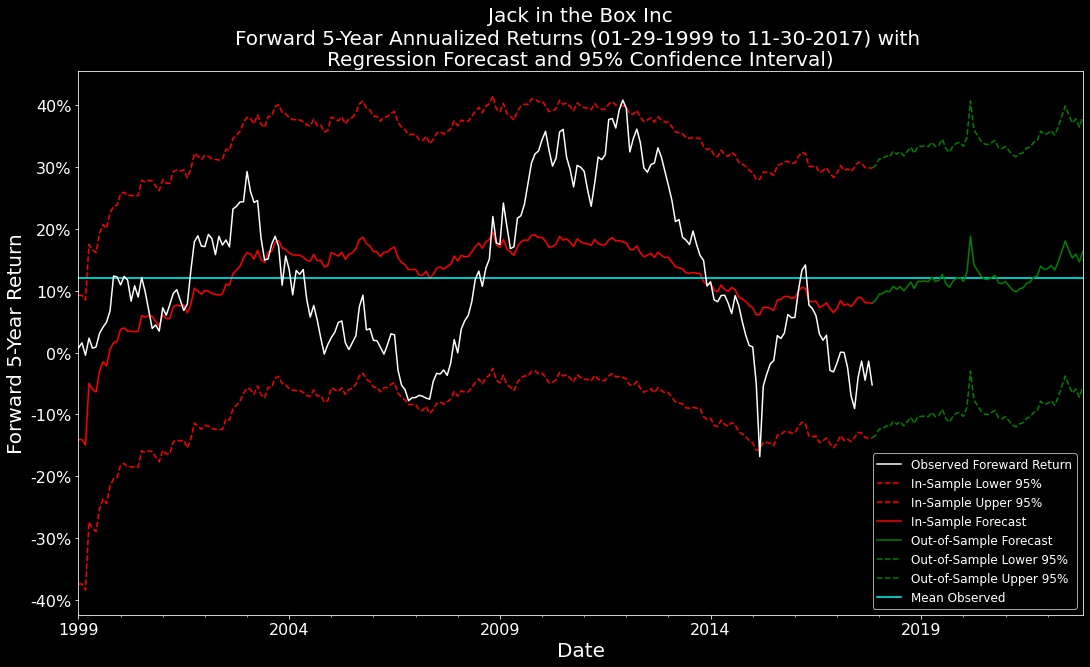 Jack in the Box Inc
Forward 5-Year Annualized Returns (01-29-1999 to 11-30-2017) with
Regression Forecast and 95% Confidence Interval)
Forward 5-Year Return
40%
30%
20%
10%
0%
-10%
-20%
-30%
-40%
Observed Foreward Return
In-Sample Lower 95%
In-Sample Upper 95%
In-Sample Forecast
Out-of-Sample Forecast
Out-of-Sample Lower 95%
Out-of-Sample Upper 95%
Mean Observed
1999
2004
2009
2014
2019
Date